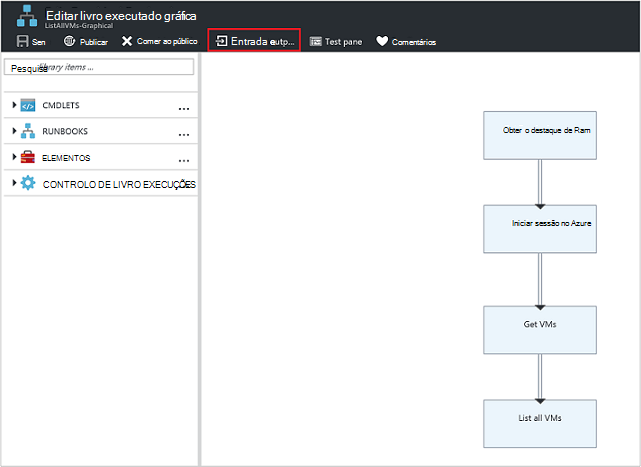 Editar livro executado gráfica
ListAllVMs-Graphical
Sen Publicar Comer ao público Entrada eutp... Test pane Comentários
Pesquise library items ...
CMDLETS ...
RUNBOOKS ...
ELEMENTOS ...
CONTROLO DE LIVRO EXECUÇÕES
Obter o destaque de Ram
Iniciar sessão no Azure
Get VMs
List all VMs